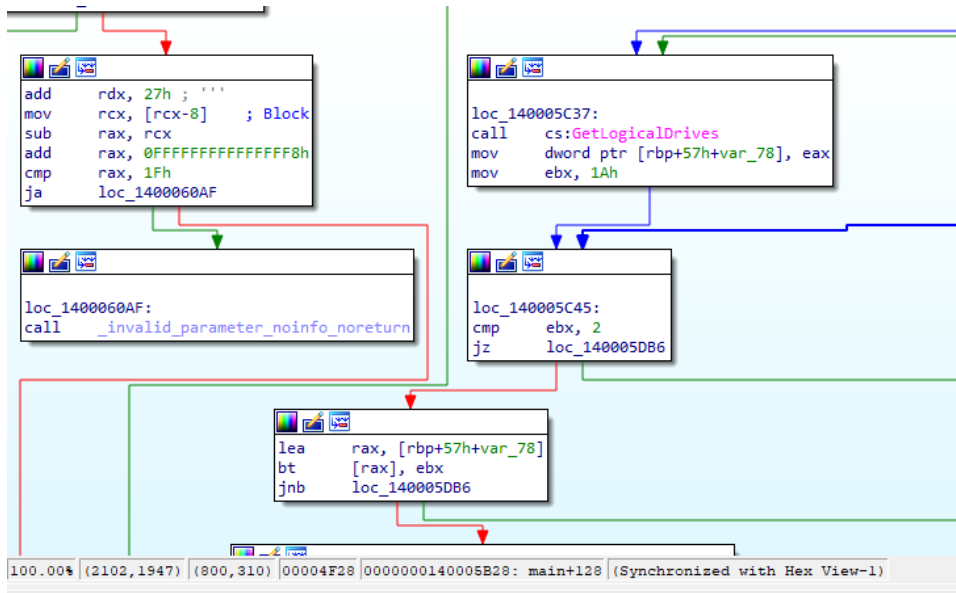 add rdx, 27h ; '''
mov rcx, [rcx-8] ; Block
sub rax, rcx
add rax, 0FFFFFFFFFFFFFFF8h
cmp rax, 1Fh
ja loc_1400060AF
loc_1400060AF:
call _invalid_parameter_noinfo_noreturn
loc_140005C37:
call cs:GetLogicalDrives
mov dword ptr [rbp+57h+var_78], eax
mov ebx, 1Ah
loc_140005C45:
cmp ebx, 2
jz loc_140005DB6
lea rax, [rbp+57h+var_78]
bt [rax], ebx
jnb loc_140005DB6
100.00% (2102,1947) (800,310) 00004F28 0000000140005B28: main+128 (Synchronized with Hex View-1)